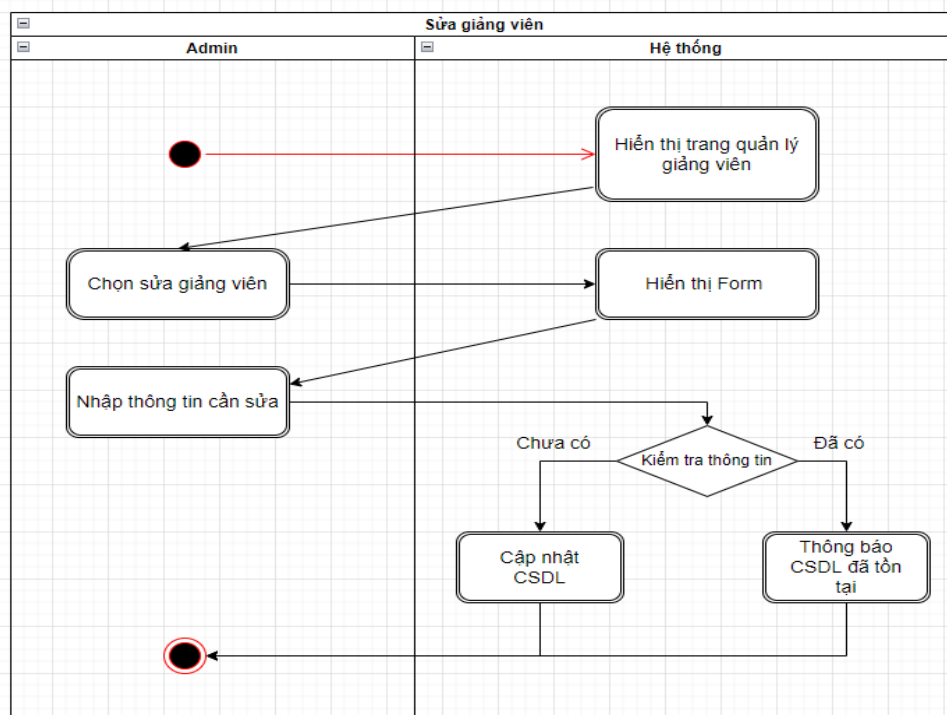 Sửa giảng viên
Admin
Hệ thống
Hiển thị trang quản lý
giảng viên
Chọn sửa giảng viên
Hiển thị Form
Nhập thông tin cần sửa
Chưa có
Kiểm tra thông tin
Đã có
Cập nhật
CSDL
Thông báo
CSDL đã tồn
tại